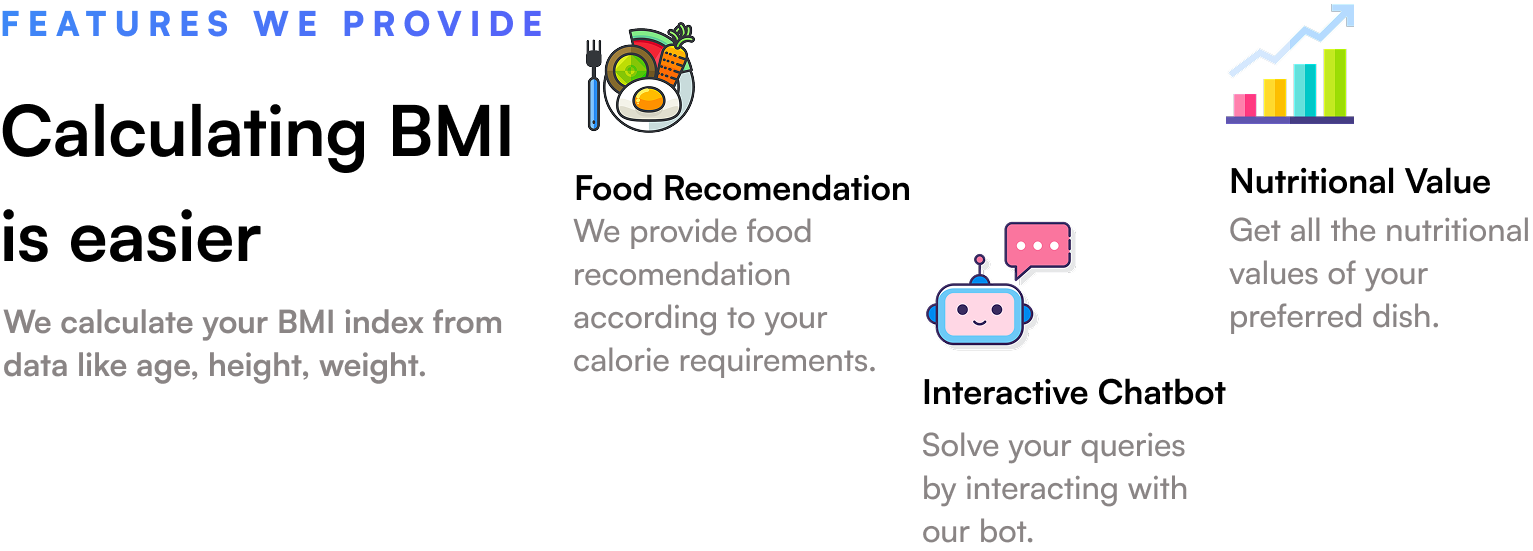 FEATURES WE PROVIDE
Calculating BMI
is easier
We calculate your BMI index from
data like age, height, weight.
Food Recomendation
We provide food
recomendation
according to your
calorie requirements.
Interactive Chatbot
Solve your queries
by interacting with
our bot.
Nutritional Value
Get all the nutritional
values of your
preferred dish.